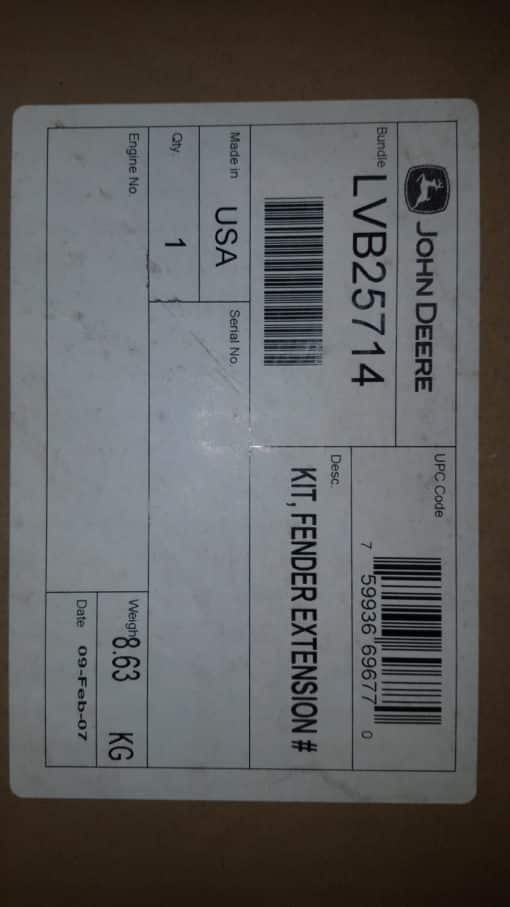 JOHN DEERE
UPC Code
7 59936 69677 0
Bundle LVB25714
Desc.
KIT, FENDER EXTENSION #
Made in USA
Serial No.
Qty. 1
Engine No.
Weigh 8.63 KG
Date 09-Feb-07